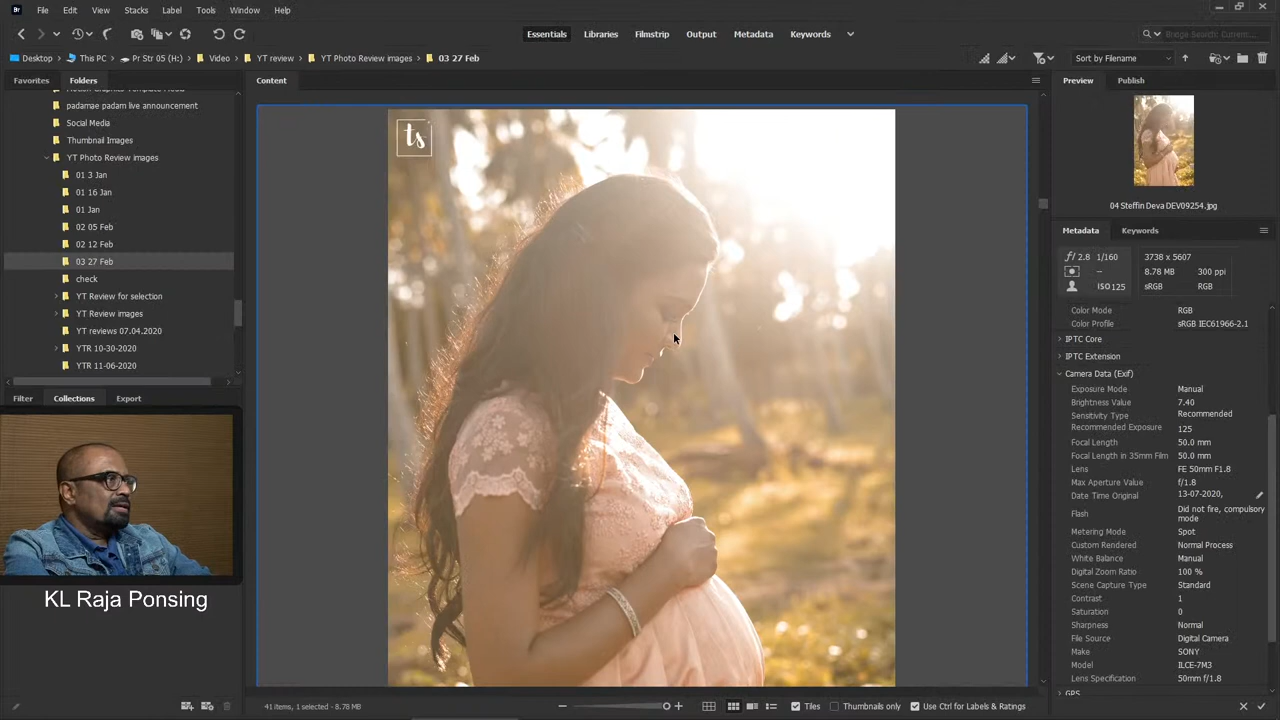 Br File Edit View Stacks Label Tools Window Help
Essentials Libraries Filmstrip Output Metadata Keywords
Bridge Search: Current...
Desktop This PC Pr Str 05 (H:) Video YT review YT Photo Review images 03 27 Feb
Sort by Filename
Favorites Folders
padamae padam live announcement
Social Media
Thumbnail Images
YT Photo Review images
01 3 Jan
01 16 Jan
01 Jan
02 05 Feb
02 12 Feb
03 27 Feb
check
YT Review for selection
YT Review images
YT reviews 07.04.2020
YTR 10-30-2020
YTR 11-06-2020
Filter Collections Export
KL Raja Ponsing
Content
ts
41 items, 1 selected - 8.78 MB
Tiles Thumbnails only Use Ctrl for Labels & Ratings
Preview Publish
04 Steffin Deva DEV09254.jpg
Metadata Keywords
f/ 2.8 1/160
--
ISO 125
3738 x 5607
8.78 MB 300 ppi
sRGB RGB
Color Mode RGB
Color Profile sRGB IEC61966-2.1
IPTC Core
IPTC Extension
Camera Data (Exif)
Exposure Mode Manual
Brightness Value 7.40
Sensitivity Type Recommended
Recommended Exposure 125
Focal Length 50.0 mm
Focal Length in 35mm Film 50.0 mm
Lens FE 50mm F1.8
Max Aperture Value f/1.8
Date Time Original 13-07-2020,
Flash Did not fire, compulsory
mode
Metering Mode Spot
Custom Rendered Normal Process
White Balance Manual
Digital Zoom Ratio 100 %
Scene Capture Type Standard
Contrast 1
Saturation 0
Sharpness Normal
File Source Digital Camera
Make SONY
Model ILCE-7M3
Lens Specification 50mm f/1.8
GPS